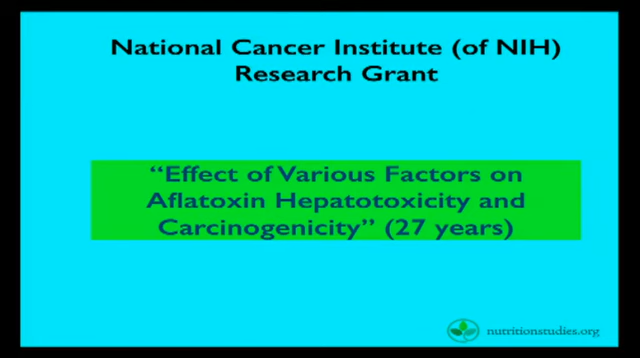 National Cancer Institute (of NIH)
Research Grant
“Effect of Various Factors on
Aflatoxin Hepatotoxicity and
Carcinogenicity” (27 years)
nutritionstudies.org